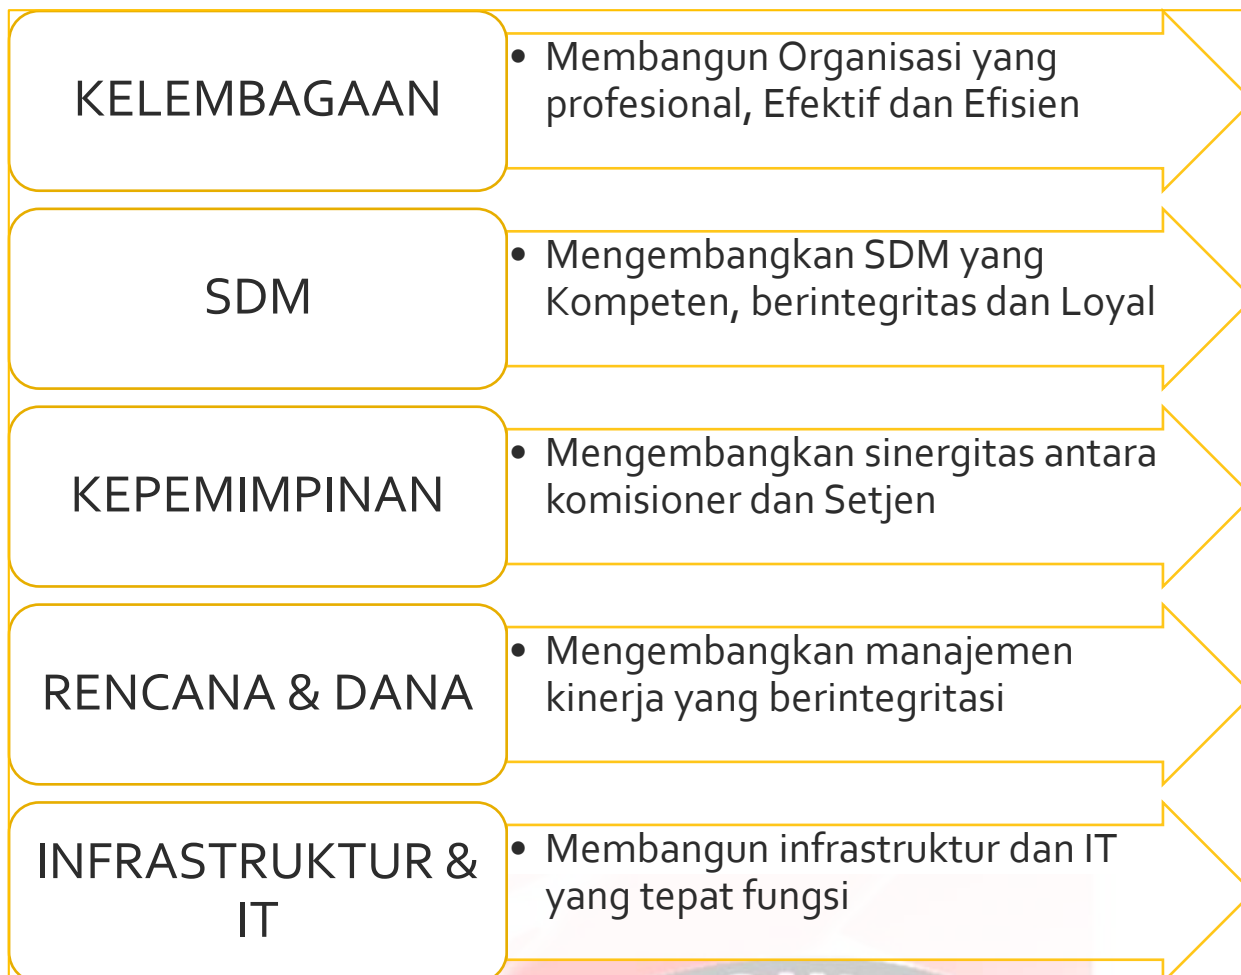 KELEMBAGAAN
• Membangun Organisasi yang
profesional, Efektif dan Efisien
SDM
• Mengembangkan SDM yang
Kompeten, berintegritas dan Loyal
KEPEMIMPINAN
• Mengembangkan sinergitas antara
komisioner dan Setjen
RENCANA & DANA
• Mengembangkan manajemen
kinerja yang berintegritasi
INFRASTRUKTUR &
IT
• Membangun infrastruktur dan IT
yang tepat fungsi